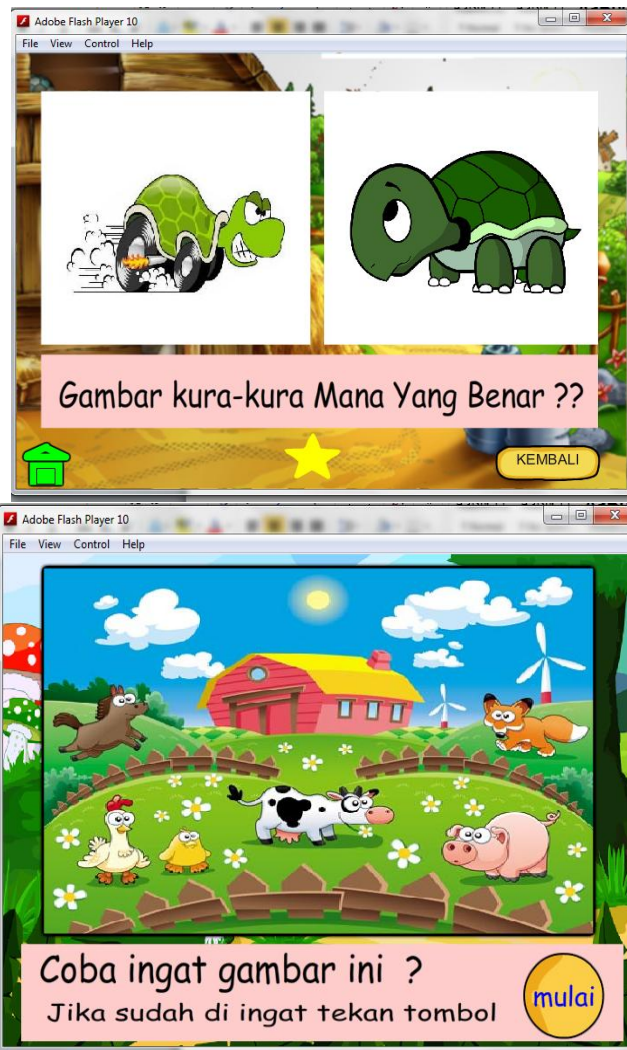 Adobe Flash Player 10
File View Control Help
Gambar kura-kura Mana Yang Benar ??
KEMBALI
Adobe Flash Player 10
File View Control Help
Coba ingat gambar ini ?
Jika sudah di ingat tekan tombol
mulai